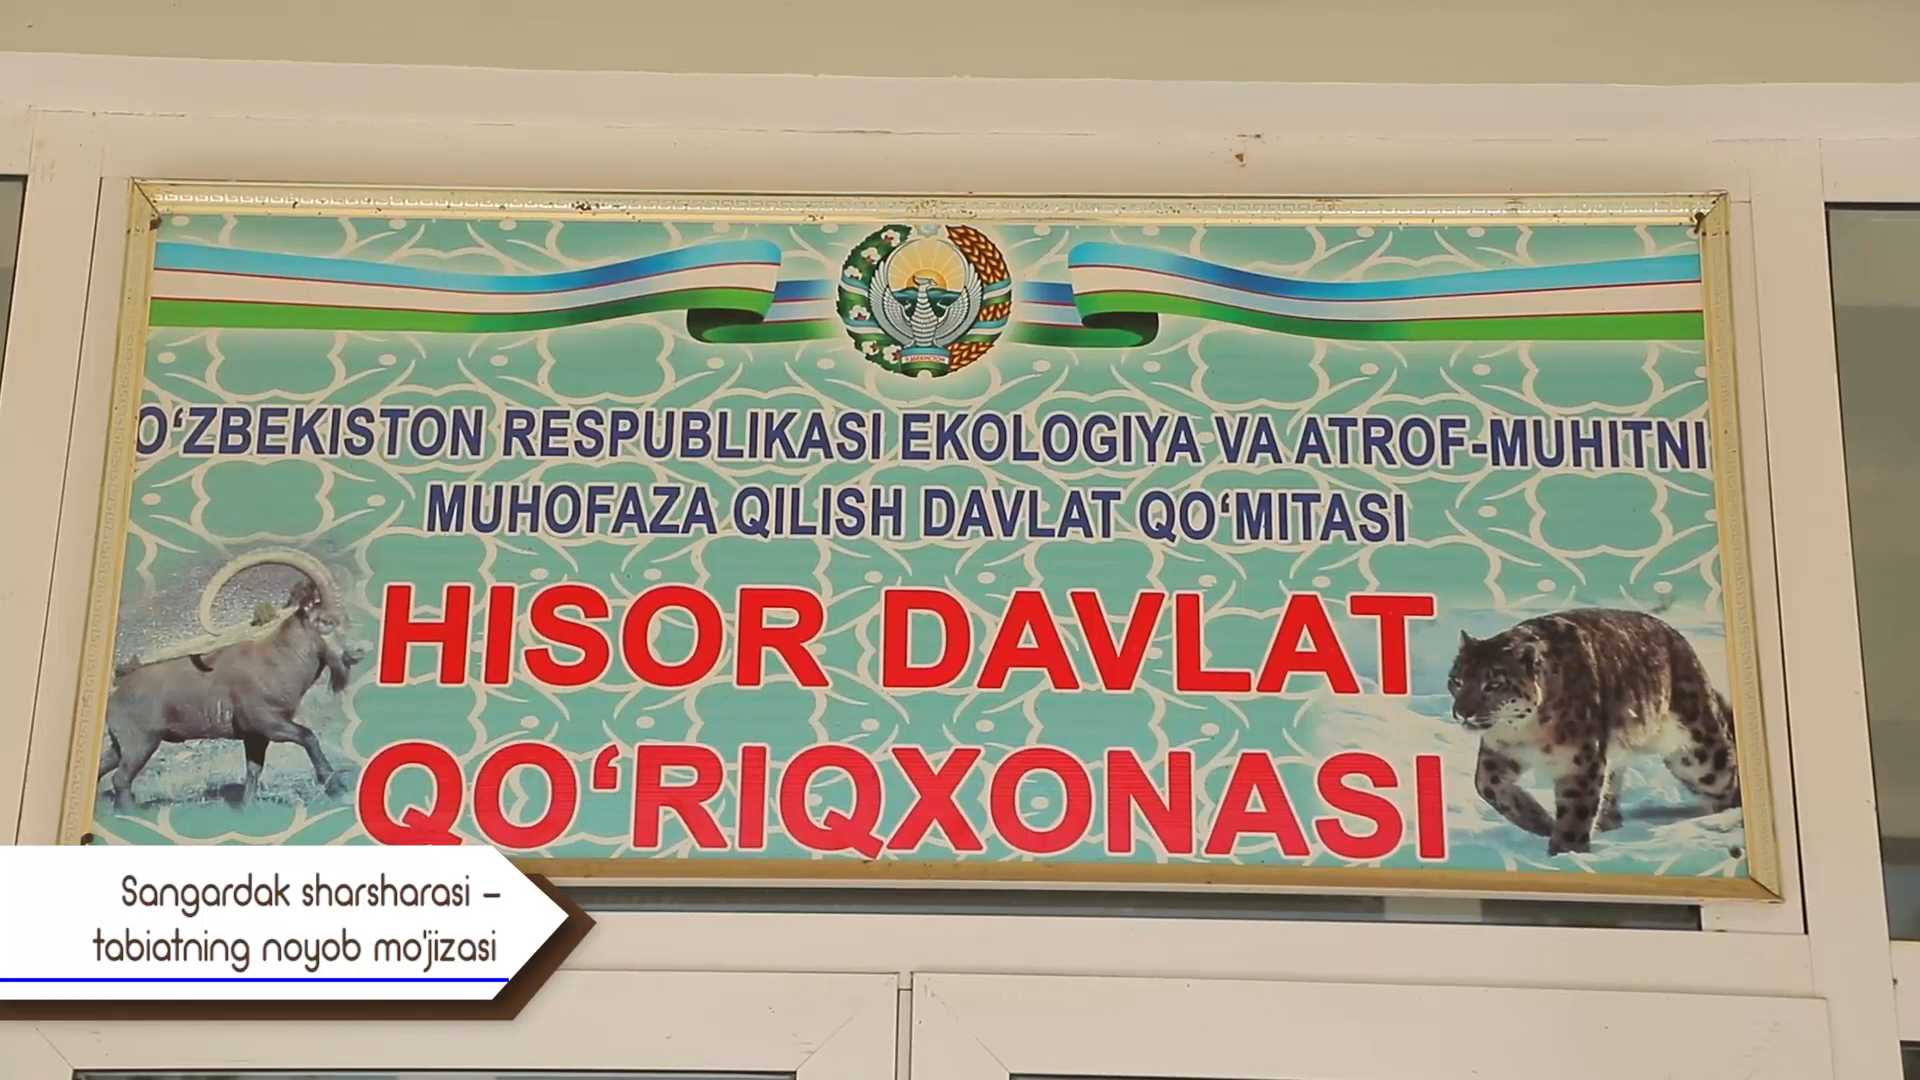 O‘ZBEKISTON RESPUBLIKASI EKOLOGIYA VA ATROF-MUHITNI
MUHOFAZA QILISH DAVLAT QO‘MITASI
HISOR DAVLAT
QO‘RIQXONASI
Sangardak sharsharasi –
tabiatning noyob mo'jizasi